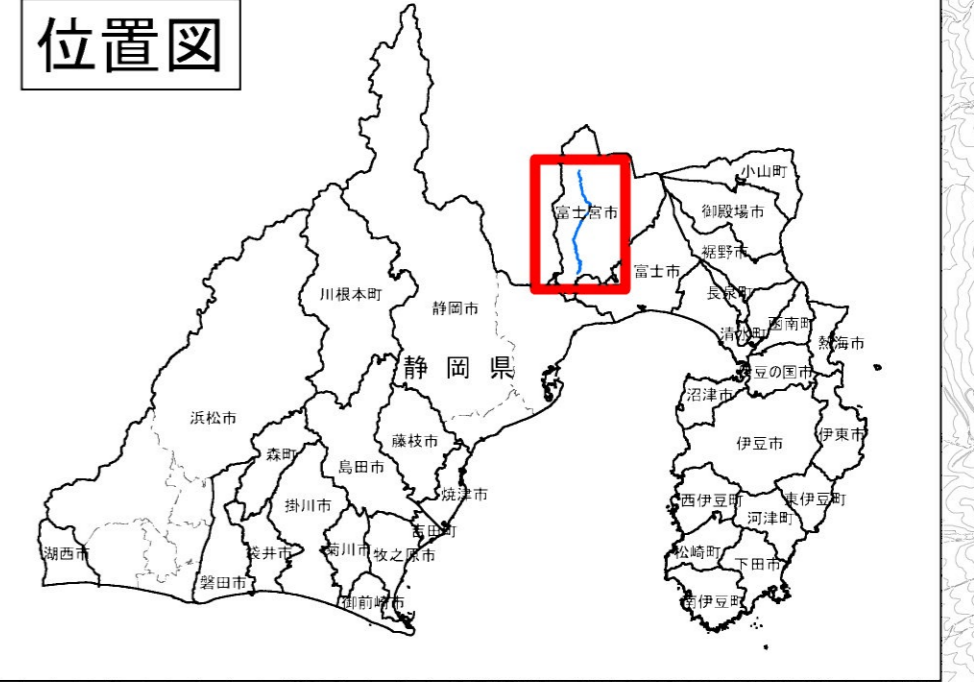 位置図
小山町
富士宮市
御殿場市
裾野市
富士市
川根本町
静岡市
長泉町
函南町
清水町
熱海市
静岡県
伊豆の国市
沼津市
浜松市
藤枝市
伊豆市
伊東市
森町
島田市
焼津市
掛川市
西伊豆町
東伊豆町
河津町
吉田町
湖西市
袋井市
菊川市
牧之原市
松崎町
下田市
磐田市
御前崎市
南伊豆町